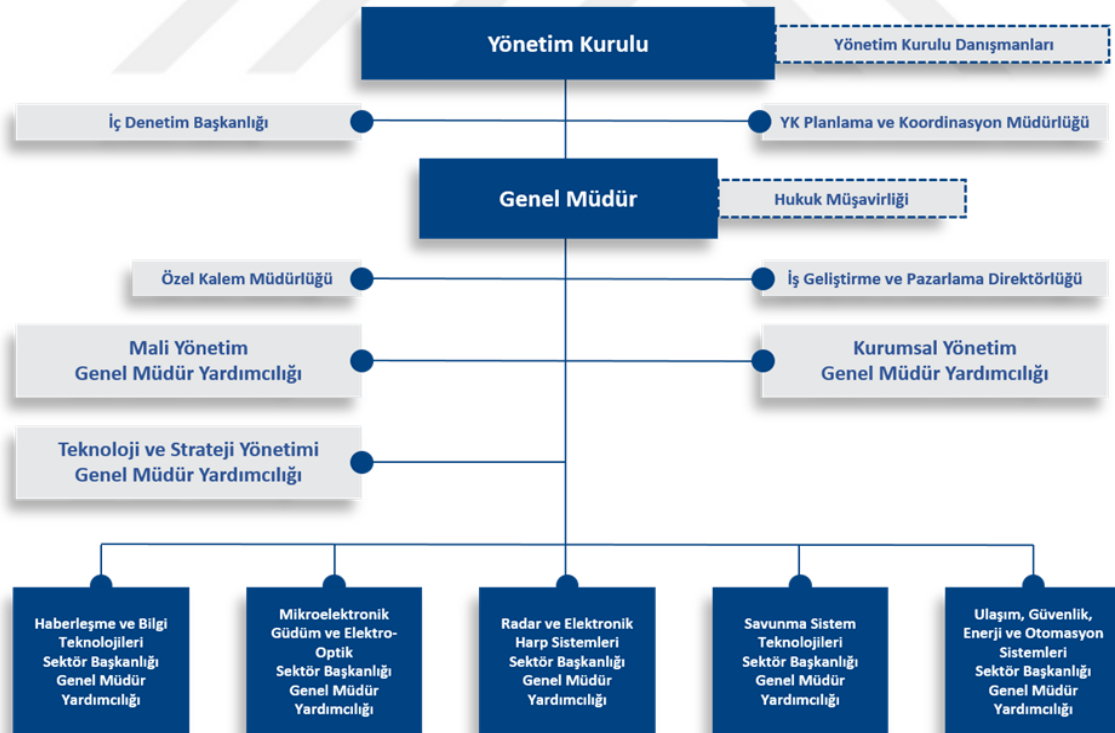 Yönetim Kurulu
Yönetim Kurulu Danışmanları
İç Denetim Başkanlığı
YK Planlama ve Koordinasyon Müdürlüğü
Genel Müdür
Hukuk Müşavirliği
Özel Kalem Müdürlüğü
İş Geliştirme ve Pazarlama Direktörlüğü
Mali Yönetim
Genel Müdür Yardımcılığı
Kurumsal Yönetim
Genel Müdür Yardımcılığı
Teknoloji ve Strateji Yönetimi
Genel Müdür Yardımcılığı
Haberleşme ve Bilgi
Teknolojileri
Sektör Başkanlığı
Genel Müdür
Yardımcılığı
Mikroelektronik
Güdüm ve Elektro-
Optik
Sektör Başkanlığı
Genel Müdür
Yardımcılığı
Radar ve Elektronik
Harp Sistemleri
Sektör Başkanlığı
Genel Müdür
Yardımcılığı
Savunma Sistem
Teknolojileri
Sektör Başkanlığı
Genel Müdür
Yardımcılığı
Ulaşım, Güvenlik,
Enerji ve Otomasyon
Sistemleri
Sektör Başkanlığı
Genel Müdür
Yardımcılığı